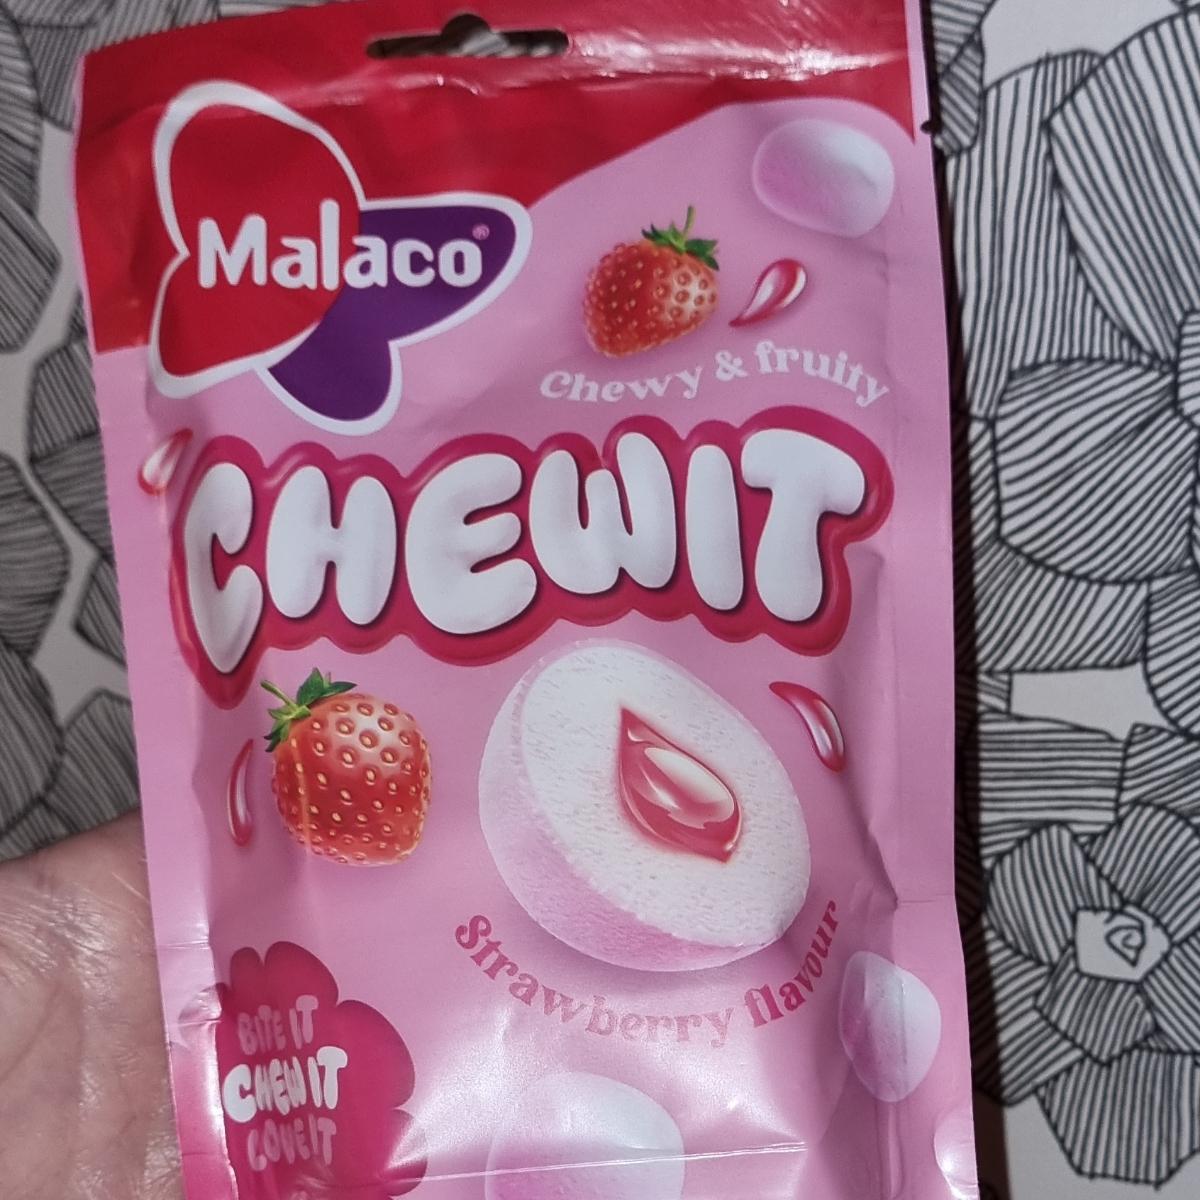 Malaco®
Chewy & fruity
CHEWIT
Strawberry flavour
BITE IT
CHEW IT
LOVE IT